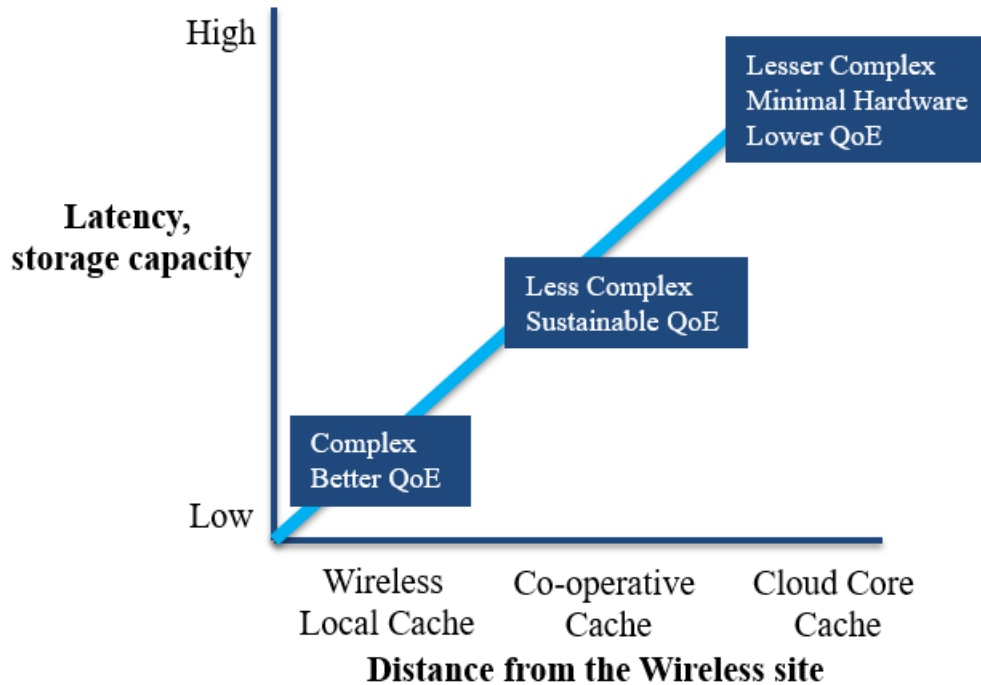 High
Lesser Complex
Minimal Hardware
Lower QoE
Latency,
storage capacity
Less Complex
Sustainable QoE
Complex
Better QoE
Low
Wireless
Local Cache
Co-operative
Cache
Cloud Core
Cache
Distance from the Wireless site